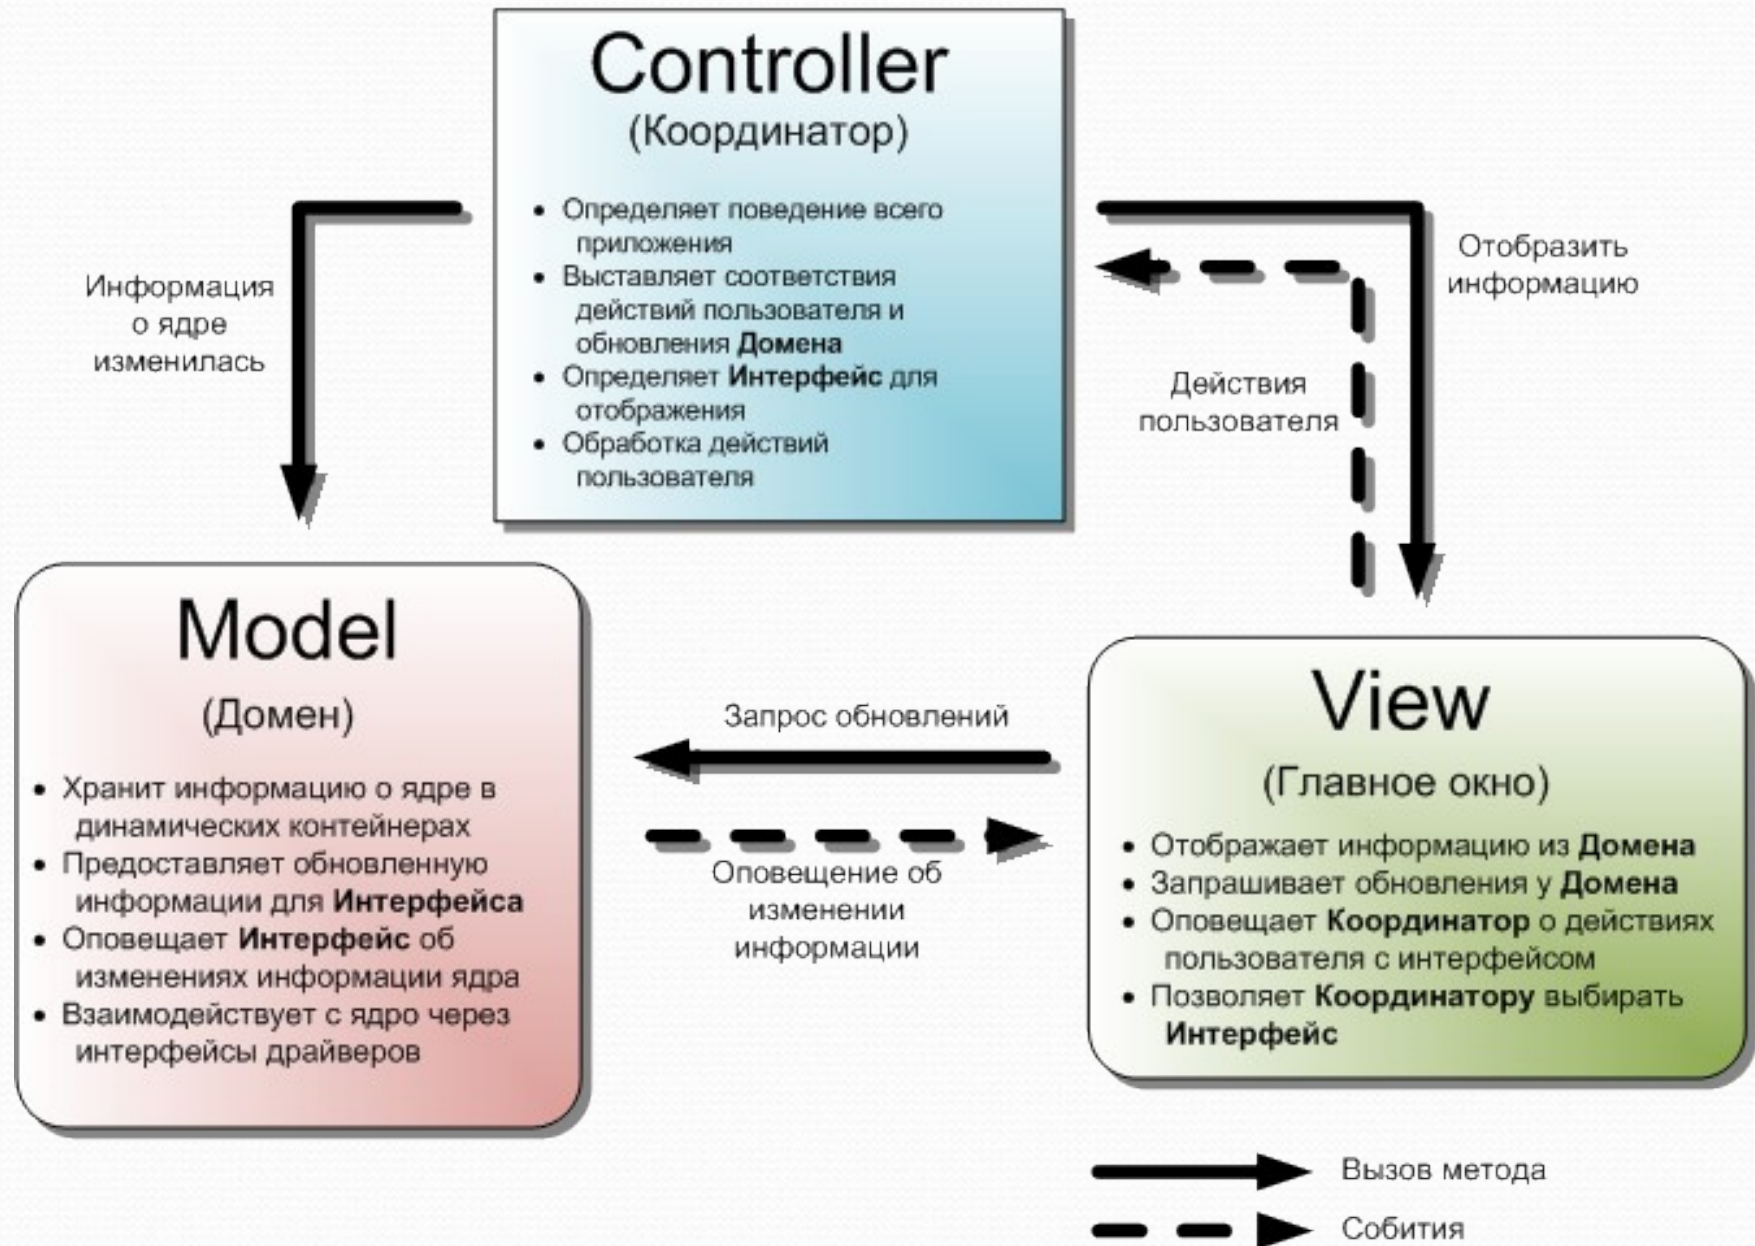 Controller
(Координатор)
• Определяет поведение всего
приложения
• Выставляет соответствия
действий пользователя и
обновления Домена
• Определяет Интерфейс для
отображения
• Обработка действий
пользователя
Информация
о ядре
изменилась
Отобразить
информацию
Действия
пользователя
Model
(Домен)
• Хранит информацию о ядре в
динамических контейнерах
• Предоставляет обновленную
информации для Интерфейса
• Оповещает Интерфейс об
изменениях информации ядра
• Взаимодействует с ядро через
интерфейсы драйверов
Запрос обновлений
Оповещение об
изменении
информации
View
(Главное окно)
• Отображает информацию из Домена
• Запрашивает обновления у Домена
• Оповещает Координатор о действиях
пользователя с интерфейсом
• Позволяет Координатору выбирать
Интерфейс
Вызов метода
Собития